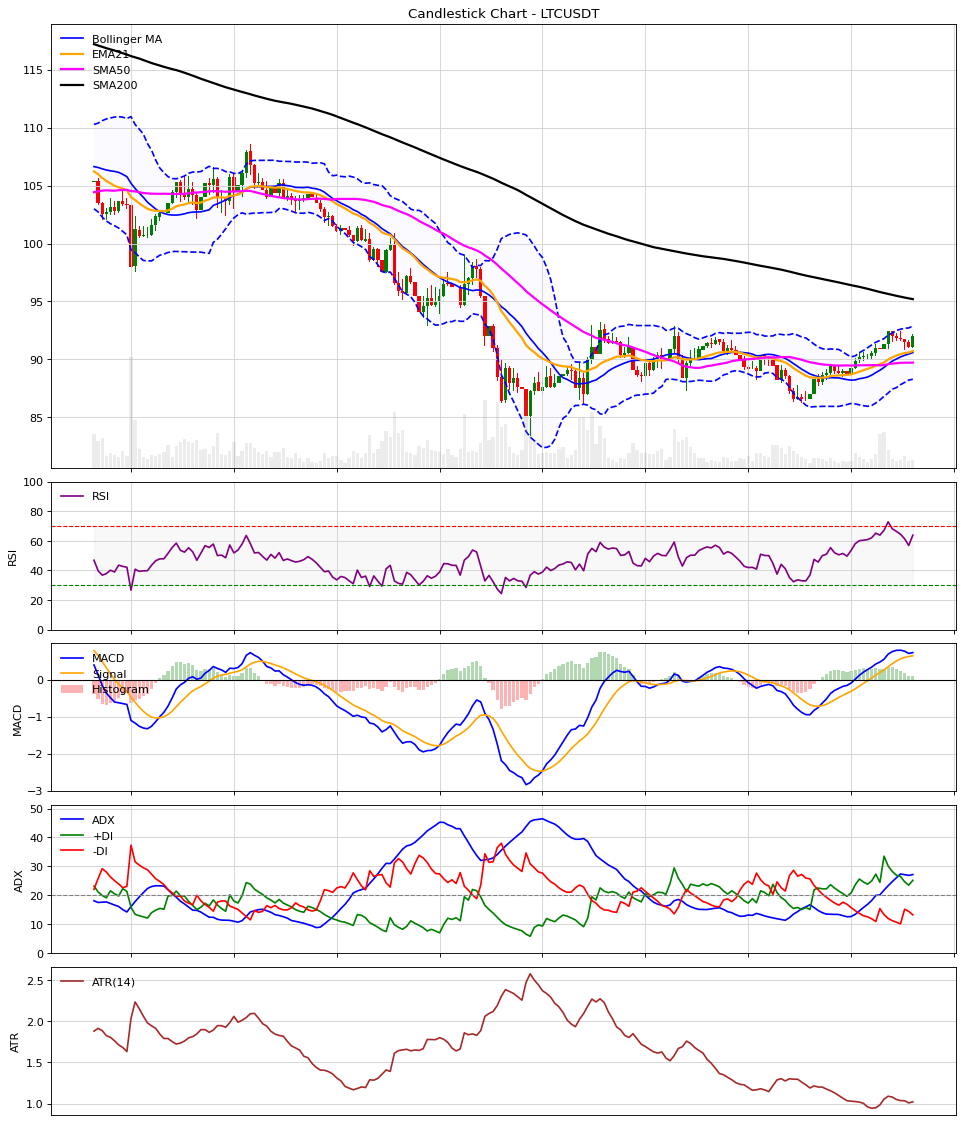 Candlestick Chart - LTCUSDT
Bollinger MA
EMA21
SMA50
SMA200
115
110
105
100
95
90
85
RSI
100
80
60
40
20
0
RSI
MACD
Signal
Histogram
0
−1
−2
−3
MACD
ADX
+DI
-DI
50
40
30
20
10
0
ADX
ATR(14)
2.5
2.0
1.5
1.0
ATR